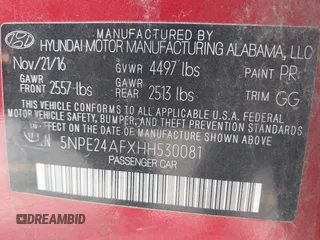 MANUFACTURED BY
HYUNDAI MOTOR MANUFACTURING ALABAMA, LLC
Nov/21/16 GVWR 4497 lbs PAINT PR
GAWR FRONT 2557 lbs GAWR REAR 2513 lbs TRIM GG
THIS VEHICLE CONFORMS TO ALL APPLICABLE U.S. FEDERAL
MOTOR VEHICLE SAFETY, BUMPER, AND THEFT PREVENTION
STANDARDS IN EFFECT ON THE DATE OF MANUFACTURE SHOWN ABOVE.
5NPE24AFXHH530081
PASSENGER CAR
DREAMBID